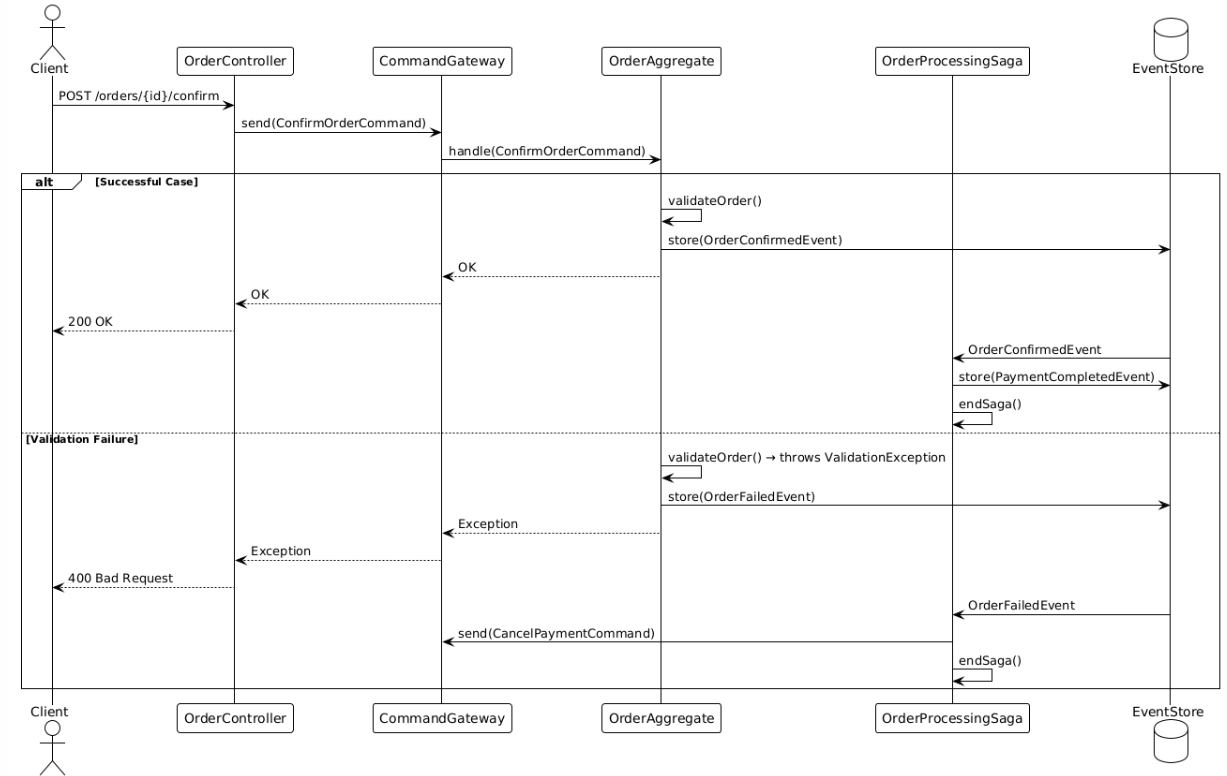 Client
OrderController
CommandGateway
OrderAggregate
OrderProcessingSaga
EventStore
POST /orders/{id}/confirm
send(ConfirmOrderCommand)
handle(ConfirmOrderCommand)
alt
[Successful Case]
validateOrder()
store(OrderConfirmedEvent)
OK
OK
200 OK
OrderConfirmedEvent
store(PaymentCompletedEvent)
endSaga()
[Validation Failure]
validateOrder() → throws ValidationException
store(OrderFailedEvent)
Exception
Exception
400 Bad Request
OrderFailedEvent
send(CancelPaymentCommand)
endSaga()
Client
OrderController
CommandGateway
OrderAggregate
OrderProcessingSaga
EventStore